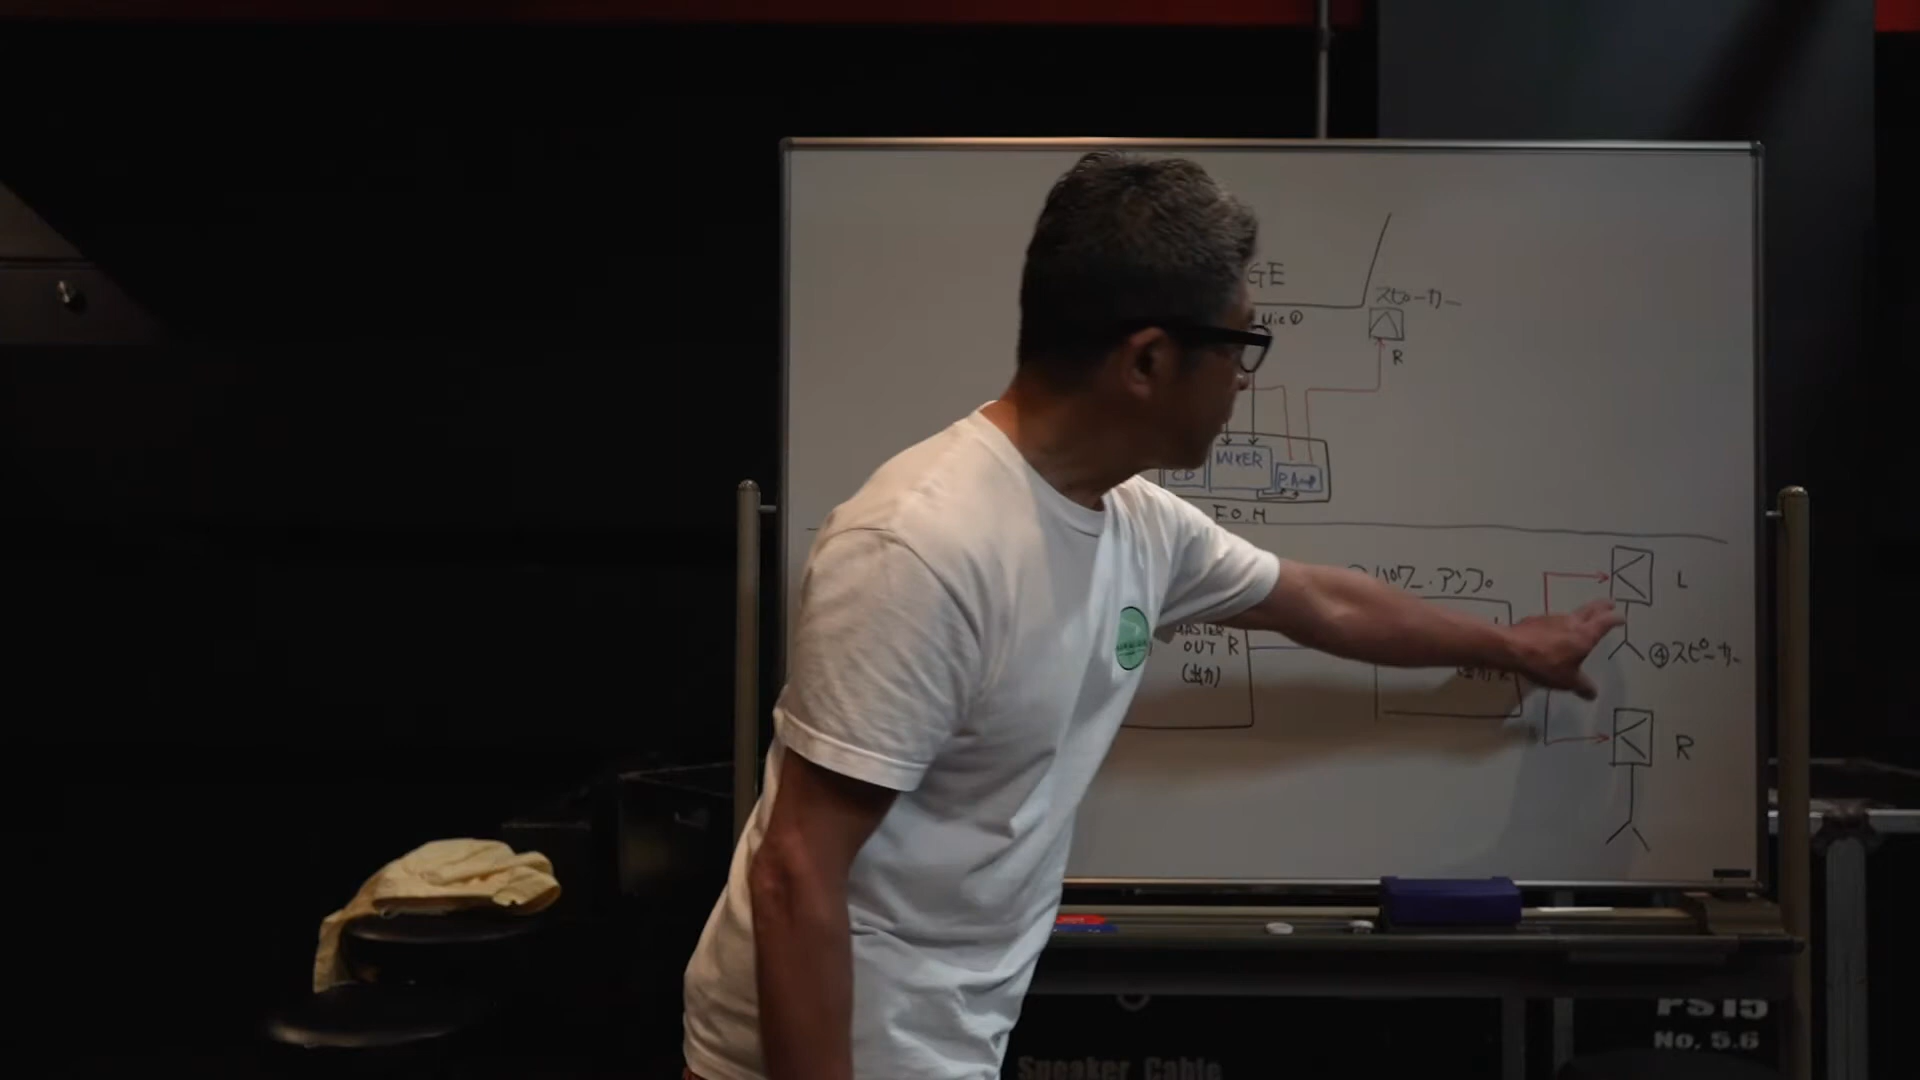 GE
スピーカー
Mic①
R
MIXER
CD
P.Amp
F.O.H
パワー・アンプ
L
MASTER
OUT R
(出力)
④スピーカー
R
PS15
No. 5.6
Speaker Cable